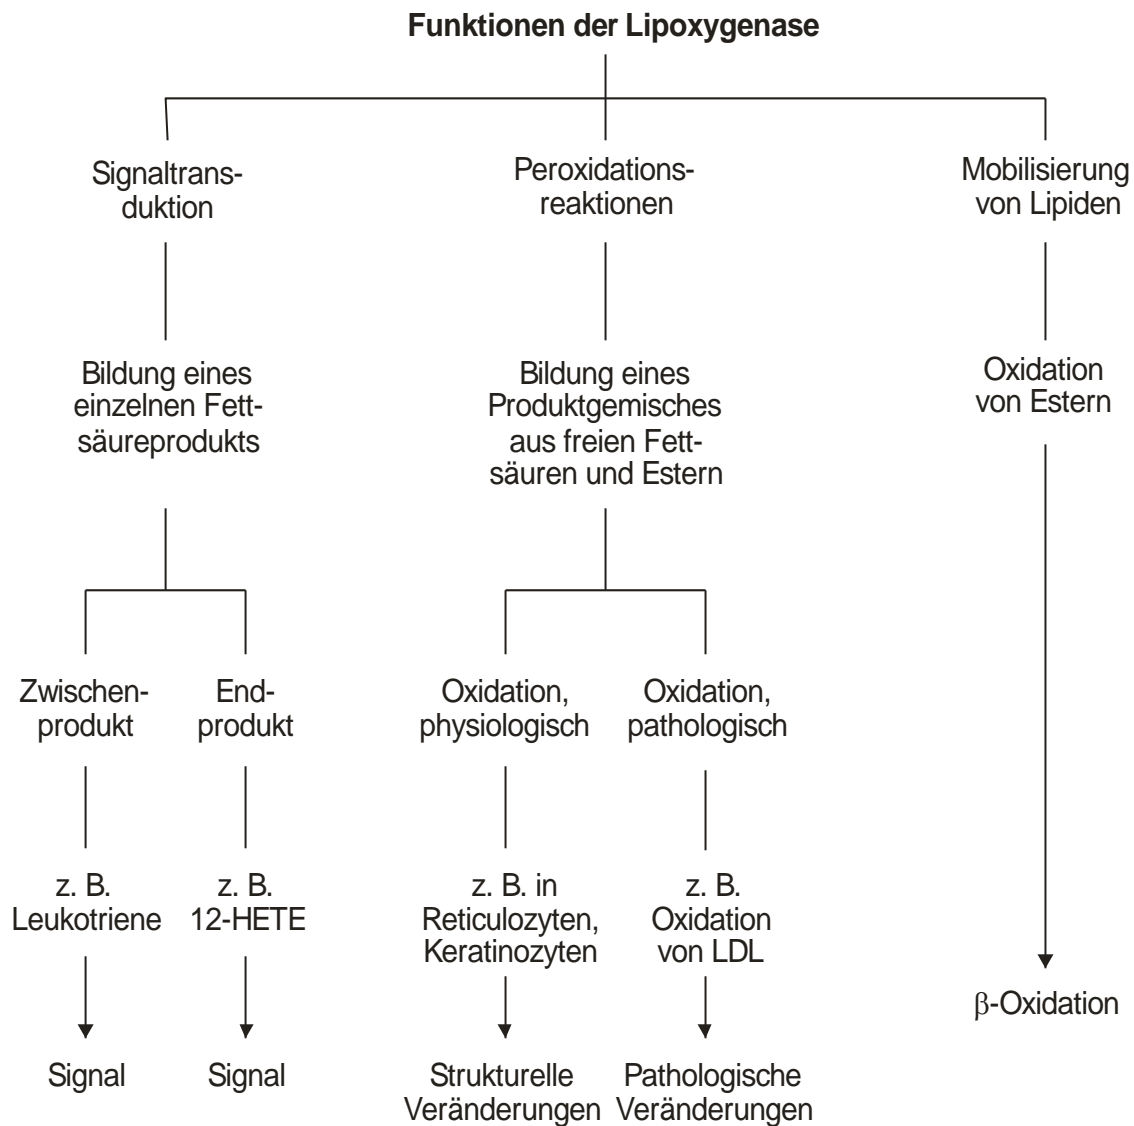 Funktionen der Lipoxygenase
Signaltrans-
duktion
Peroxidations-
reaktionen
Mobilisierung
von Lipiden
Bildung eines
einzelnen Fett-
säureprodukts
Bildung eines
Produktgemisches
aus freien Fett-
säuren und Estern
Oxidation
von Estern
Zwischen-
produkt
End-
produkt
Oxidation,
physiologisch
Oxidation,
pathologisch
z. B.
Leukotriene
z. B.
12-HETE
z. B. in
Reticulozyten,
Keratinozyten
z. B.
Oxidation
von LDL
β-Oxidation
Signal
Signal
Strukturelle
Veränderungen
Pathologische
Veränderungen